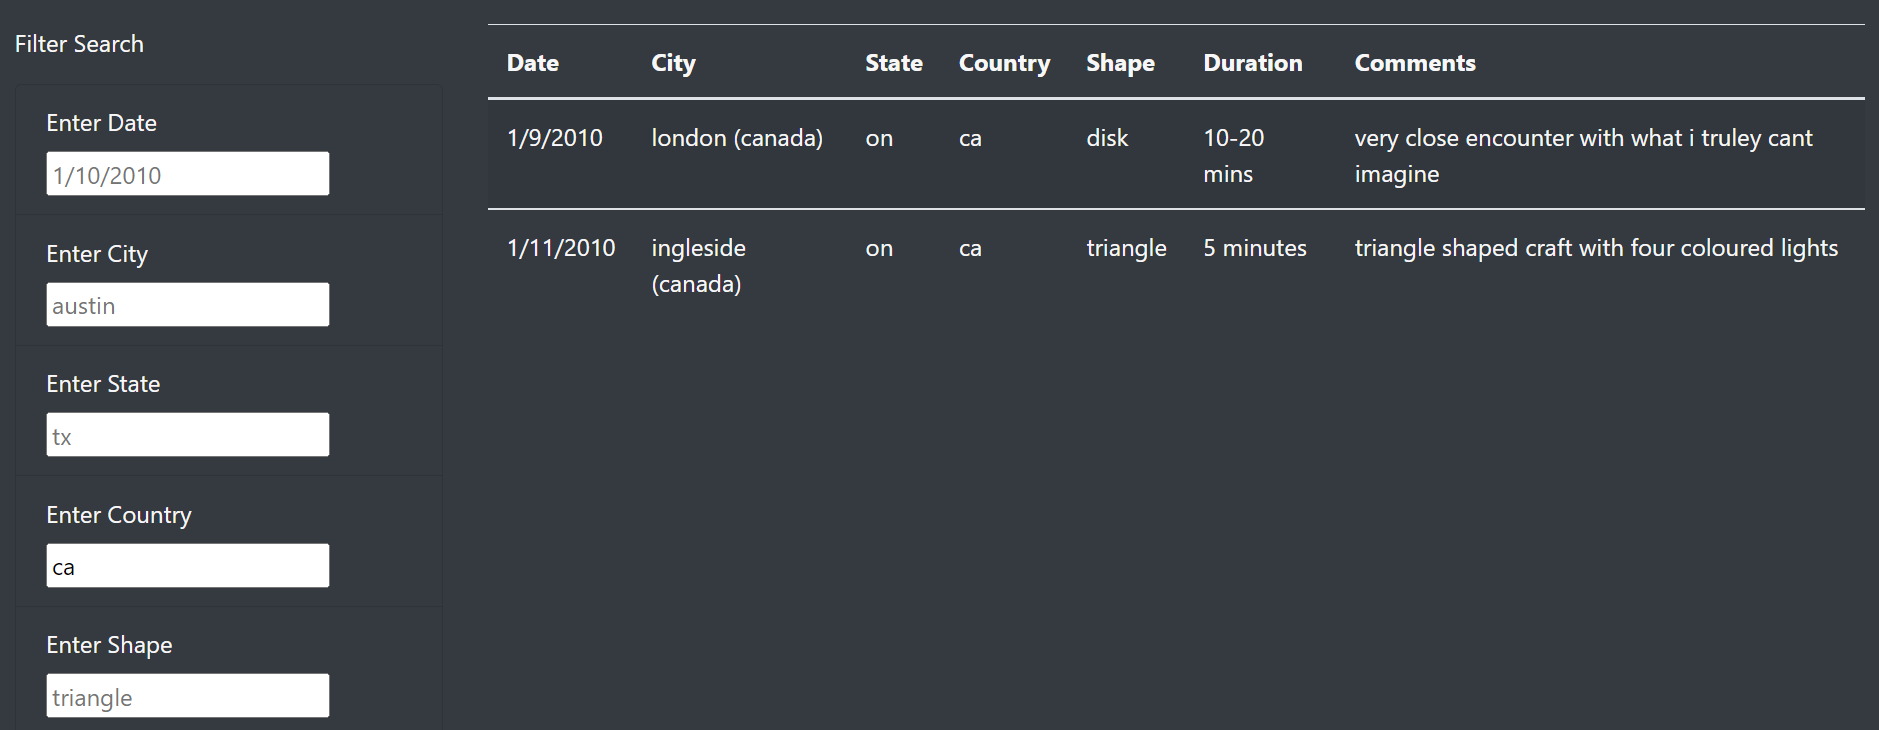 Filter Search
Enter Date
1/10/2010
Enter City
austin
Enter State
tx
Enter Country
ca
Enter Shape
triangle
Date City State Country Shape Duration Comments
1/9/2010 london (canada) on ca disk 10-20 very close encounter with what i truley cant
mins imagine
1/11/2010 ingleside on ca triangle 5 minutes triangle shaped craft with four coloured lights
(canada)